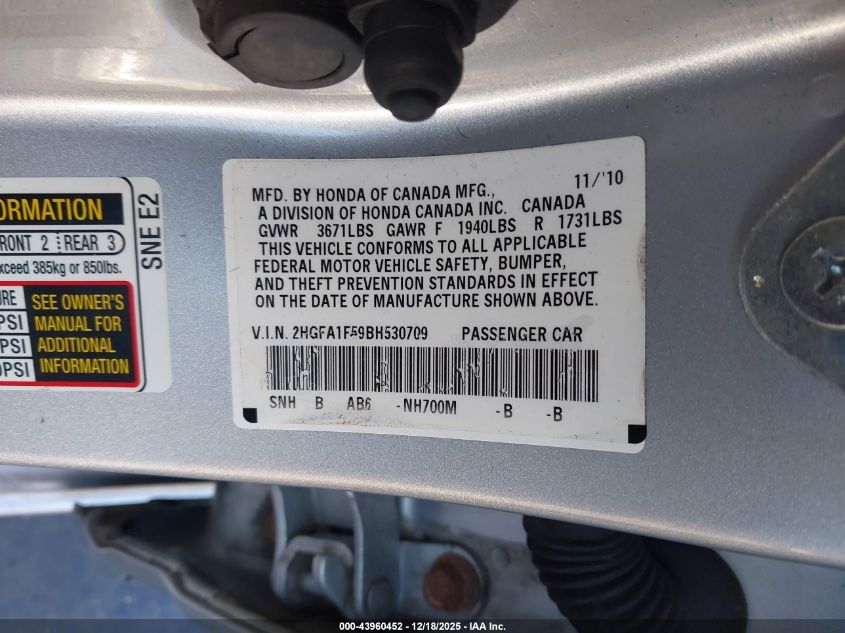 ORMATION
FRONT 2 REAR 3
xceed 385kg or 850lbs.
URE
PSI
PSI
0PSI
SEE OWNER'S
MANUAL FOR
ADDITIONAL
INFORMATION
SNE E2
11/'10
MFD. BY HONDA OF CANADA MFG.,
A DIVISION OF HONDA CANADA INC. CANADA
GVWR 3671LBS GAWR F 1940LBS R 1731LBS
THIS VEHICLE CONFORMS TO ALL APPLICABLE
FEDERAL MOTOR VEHICLE SAFETY, BUMPER,
AND THEFT PREVENTION STANDARDS IN EFFECT
ON THE DATE OF MANUFACTURE SHOWN ABOVE.
V.I.N. 2HGFA1F59BH530709 PASSENGER CAR
SNH B AB6 -NH700M -B -B
000-43960452 - 12/18/2025 - IAA Inc.